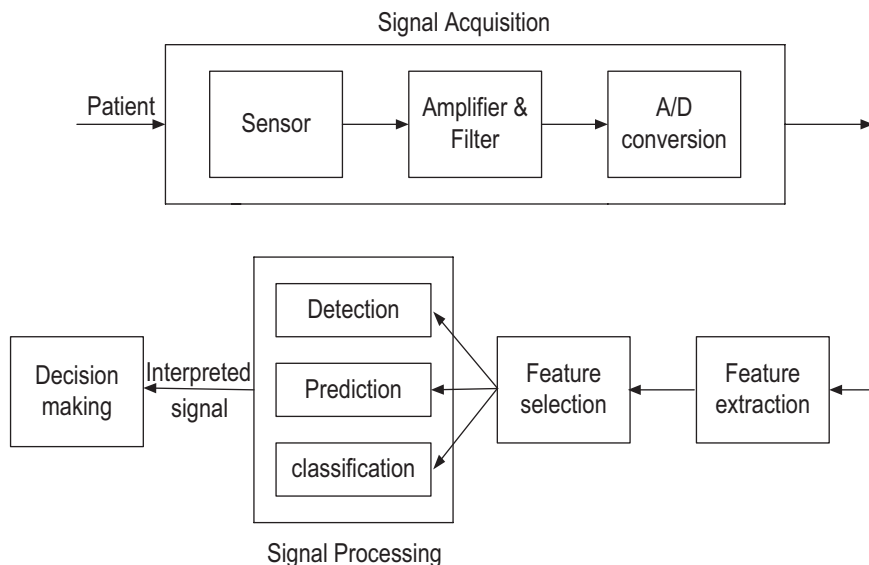 Signal Acquisition
Patient
Sensor
Amplifier &
Filter
A/D
conversion
Detection
Prediction
classification
Decision
making
Interpreted
signal
Feature
selection
Feature
extraction
Signal Processing